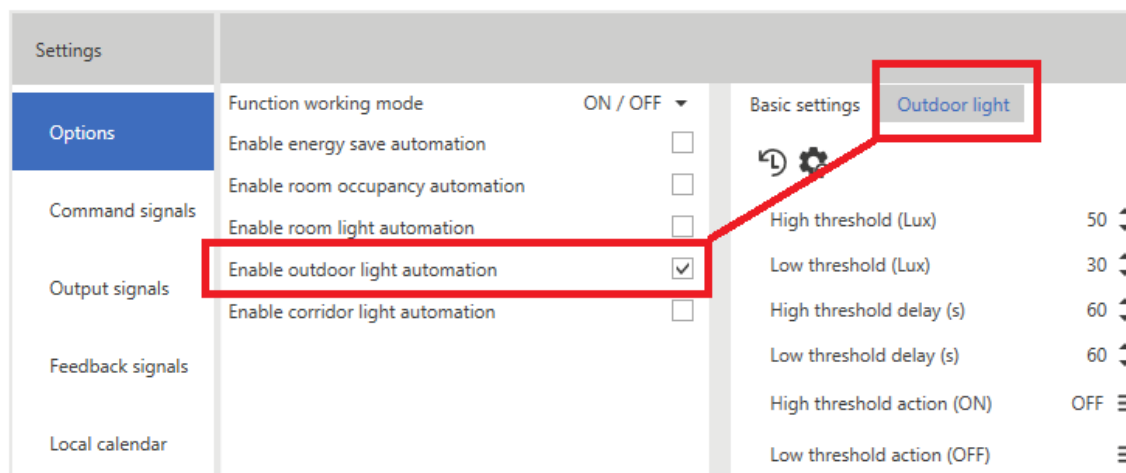 Settings
Options
Command signals
Output signals
Feedback signals
Local calendar
Function working mode ON / OFF
Enable energy save automation
Enable room occupancy automation
Enable room light automation
Enable outdoor light automation
Enable corridor light automation
Basic settings Outdoor light
High threshold (Lux) 50
Low threshold (Lux) 30
High threshold delay (s) 60
Low threshold delay (s) 60
High threshold action (ON) OFF
Low threshold action (OFF)